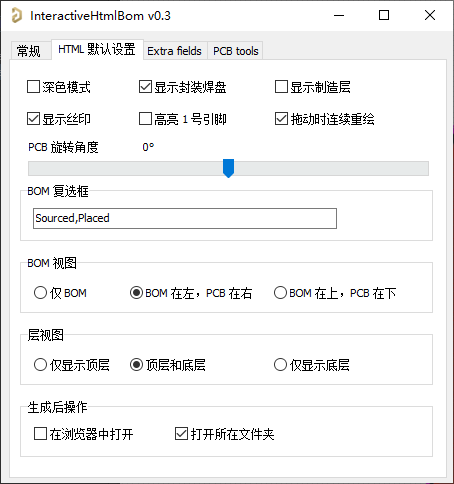 InteractiveHtmlBom v0.3
常规 HTML 默认设置 Extra fields PCB tools
深色模式 显示封装焊盘 显示制造层
显示丝印 高亮 1 号引脚 拖动时连续重绘
PCB 旋转角度 0°
BOM 复选框
Sourced,Placed
BOM 视图
仅 BOM BOM 在左，PCB 在右 BOM 在上，PCB 在下
层视图
仅显示顶层 顶层和底层 仅显示底层
生成后操作
在浏览器中打开 打开所在文件夹